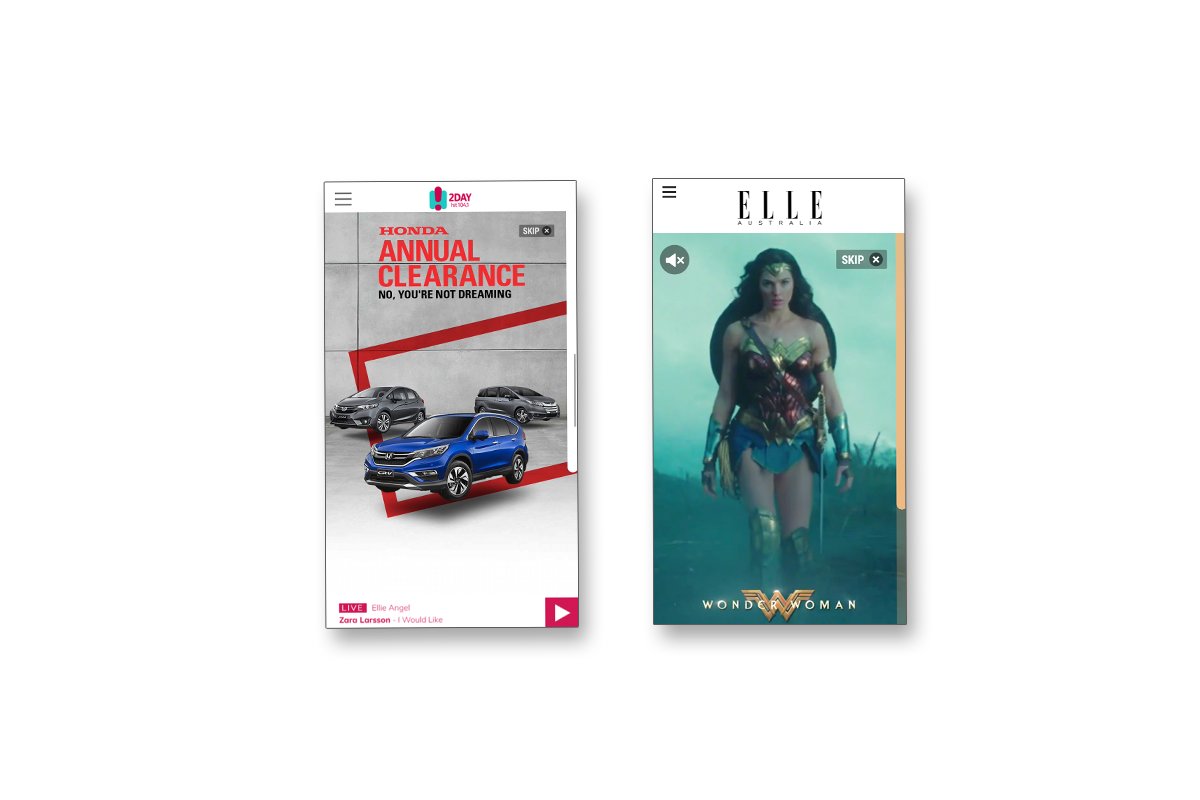 2DAY
hit 104.1
HONDA
SKIP
ANNUAL
CLEARANCE
NO, YOU'RE NOT DREAMING
LIVE Ellie Angel
Zara Larsson - I Would Like
ELLE
AUSTRALIA
SKIP
WONDER WOMAN